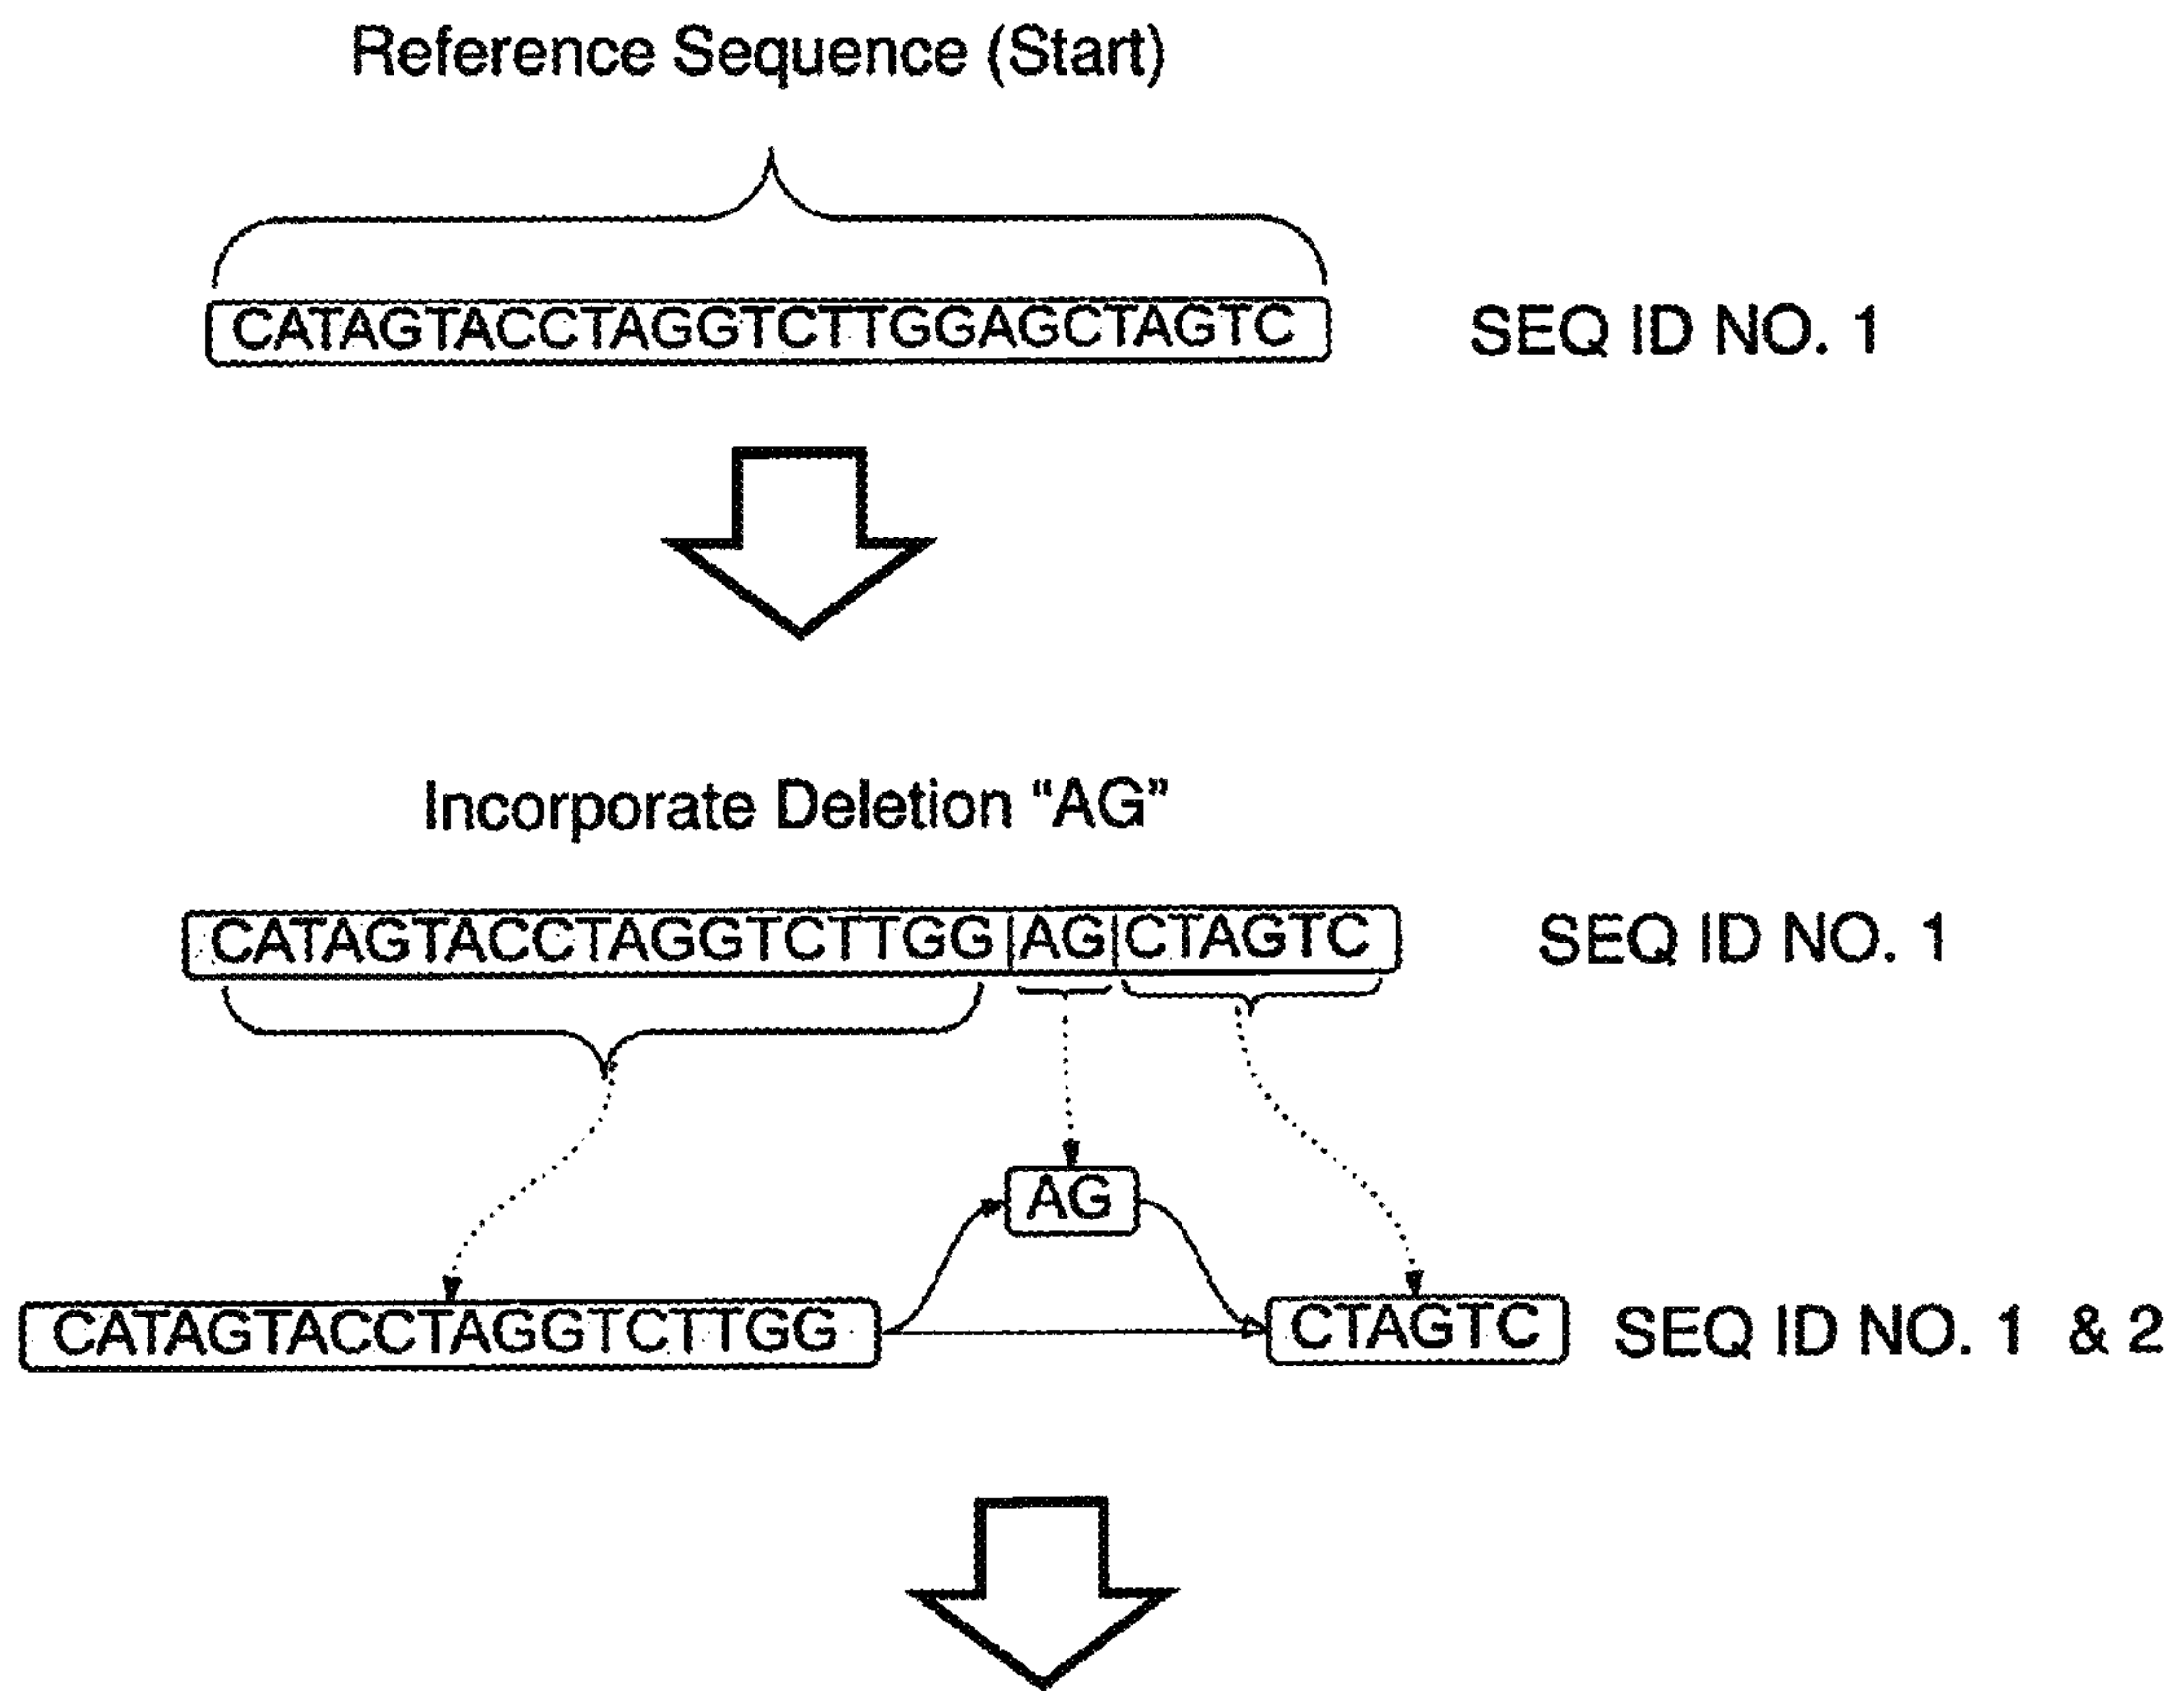 Reference Sequence (Start)
CATAGTACCTAGGTCTTGGAGCTAGTC SEQ ID NO. 1
Incorporate Deletion “AG”
CATAGTACCTAGGTCTTGG|AG|CTAGTC SEQ ID NO. 1
AG
CATAGTACCTAGGTCTTGG CTAGTC SEQ ID NO. 1 & 2